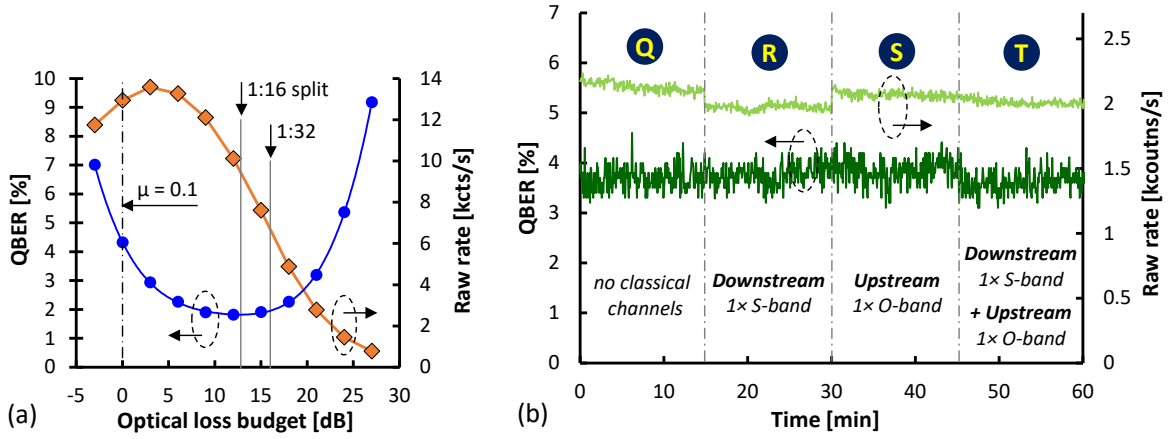 QBER [%]
10
9
8
7
6
5
4
3
2
1
0
-5
0
5
10
15
20
25
30
Optical loss budget [dB]
14
12
10
8
6
4
2
0
Raw rate [kcts/s]
1:16 split
1:32
μ = 0.1
(a)
QBER [%]
7
6
5
4
3
2
1
0
Q
R
S
T
no classical
channels
Downstream
1× S-band
Upstream
1× O-band
Downstream
1× S-band
+ Upstream
1× O-band
0
10
20
30
40
50
60
Time [min]
2.5
2
1.5
1
0.5
0
Raw rate [kcoutns/s]
(b)